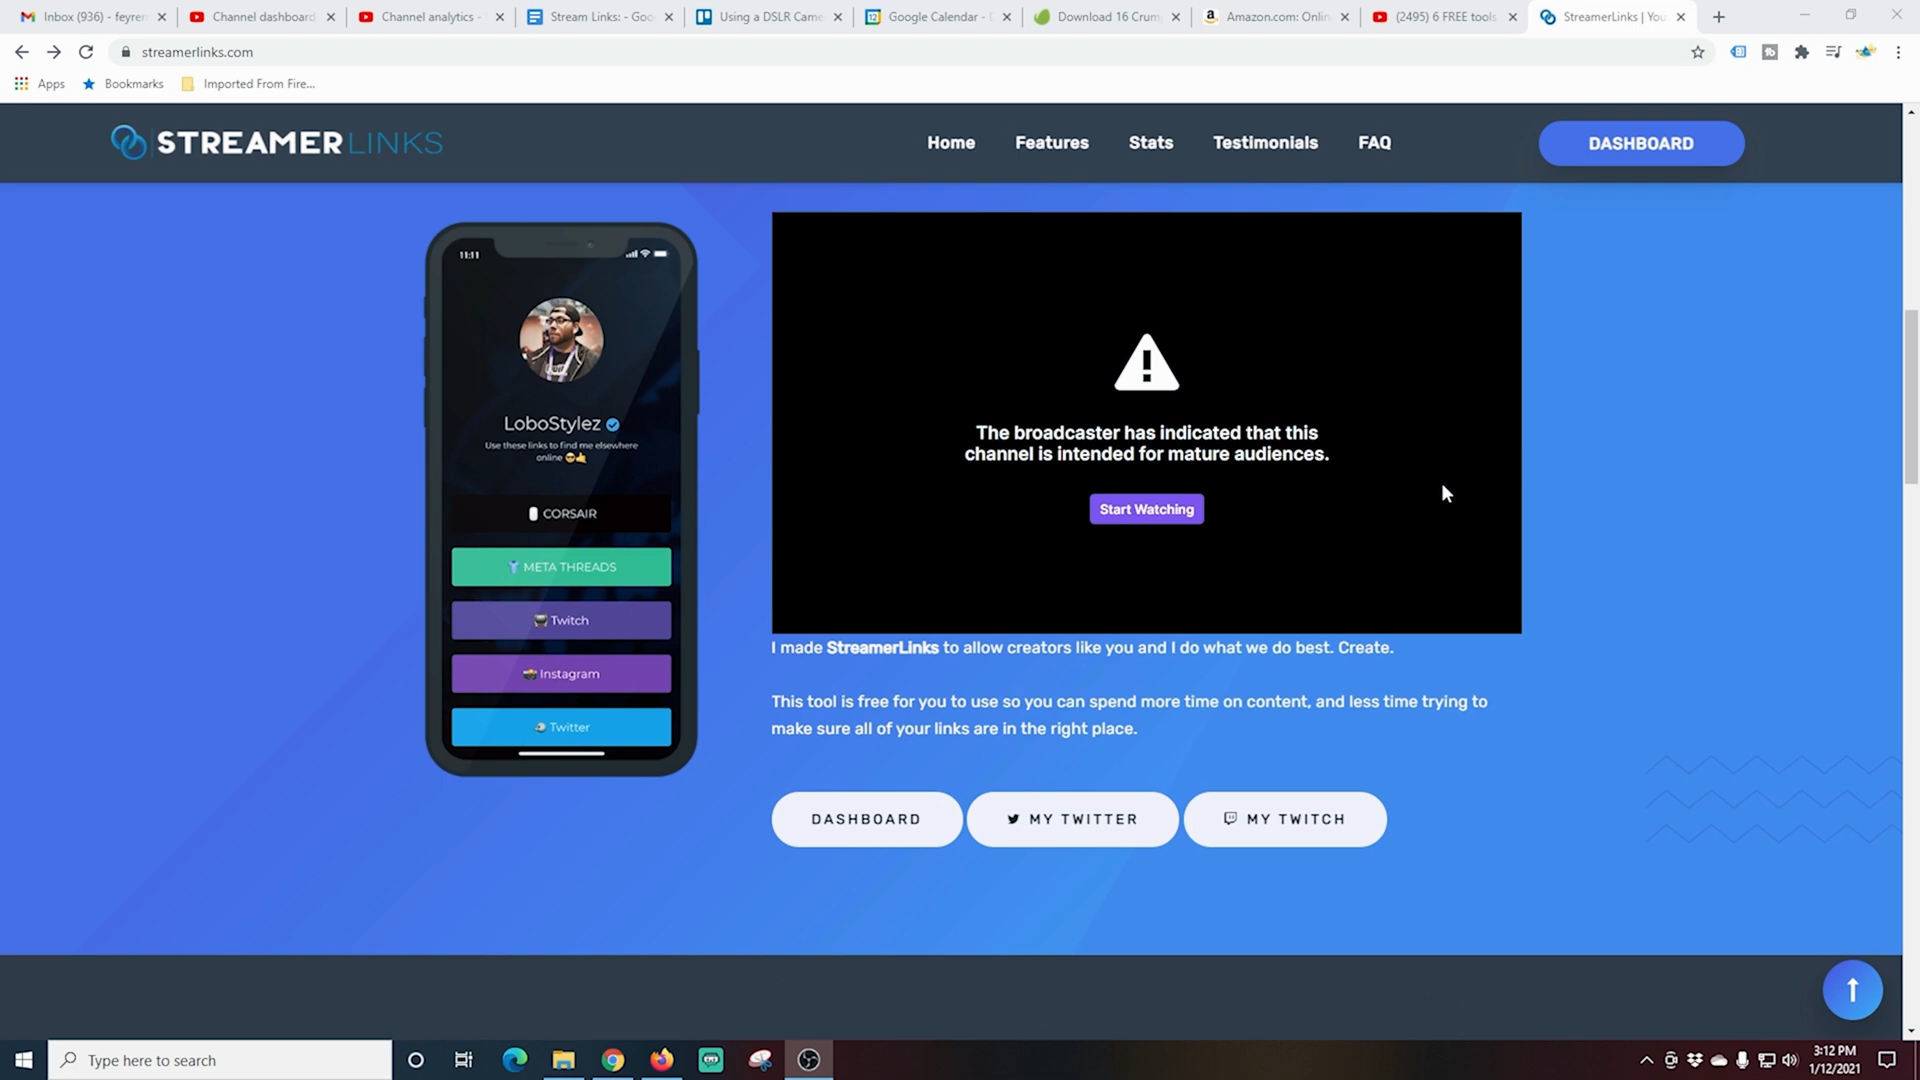 Inbox (936) - feyren
Channel dashboard
Channel analytics -
Stream Links: - Goo
Using a DSLR Came
Google Calendar - D
Download 16 Crump
Amazon.com: Onlin
(2495) 6 FREE tools
StreamerLinks | You
streamerlinks.com
Apps
Bookmarks
Imported From Fire...
STREAMERLINKS
Home
Features
Stats
Testimonials
FAQ
DASHBOARD
11:11
LoboStylez
Use these links to find me elsewhere
online
CORSAIR
META THREADS
Twitch
Instagram
Twitter
The broadcaster has indicated that this
channel is intended for mature audiences.
Start Watching
I made StreamerLinks to allow creators like you and I do what we do best. Create.
This tool is free for you to use so you can spend more time on content, and less time trying to
make sure all of your links are in the right place.
DASHBOARD
MY TWITTER
MY TWITCH
Type here to search
3:12 PM
1/12/2021